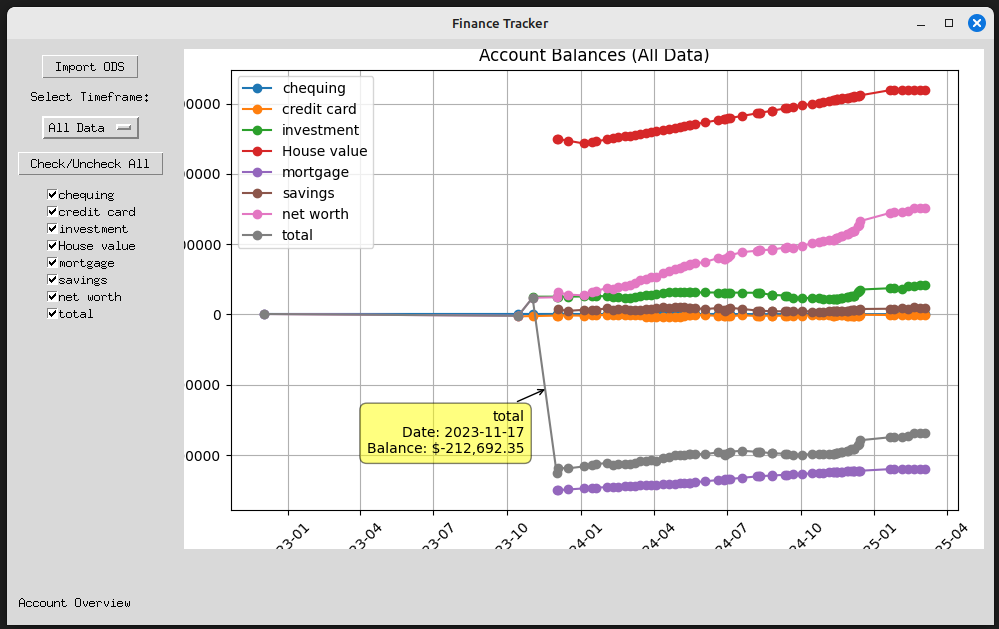 Finance Tracker
Import ODS
Select Timeframe:
All Data
Check/Uncheck All
chequing
credit card
investment
House value
mortgage
savings
net worth
total
Account Balances (All Data)
chequing
credit card
investment
House value
mortgage
savings
net worth
total
00000
00000
0
00000
00000
total
Date: 2023-11-17
Balance: $-212,692.35
23-01
23-04
23-07
23-10
24-01
24-04
24-07
24-10
25-01
25-04
Account Overview